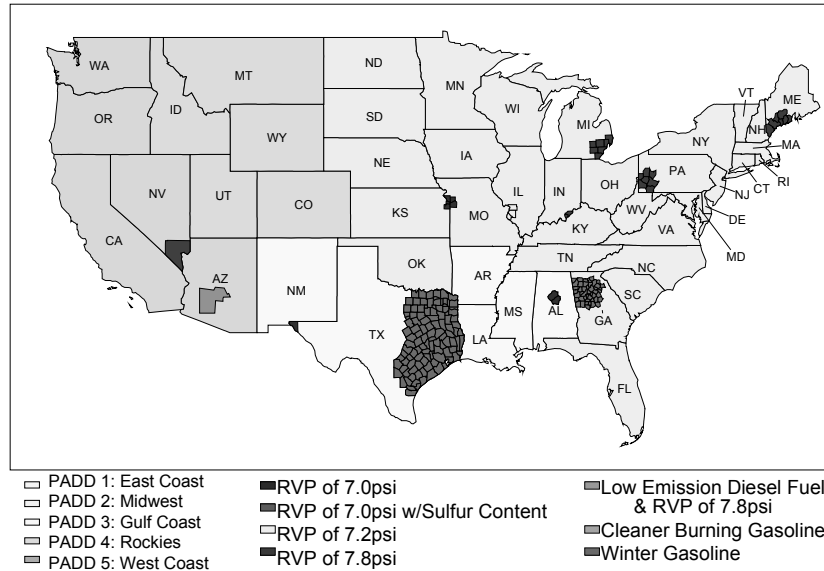 WA
MT
ND
MN
VT
ME
OR
ID
SD
WI
MI
NH
NY
MA
WY
NE
IA
PA
CT
RI
NV
UT
CO
KS
MO
IL
IN
OH
NJ
WV
DE
CA
KY
VA
MD
AZ
NM
OK
AR
TN
NC
SC
TX
LA
MS
AL
GA
FL
PADD 1: East Coast
PADD 2: Midwest
PADD 3: Gulf Coast
PADD 4: Rockies
PADD 5: West Coast
RVP of 7.0psi
RVP of 7.0psi w/Sulfur Content
RVP of 7.2psi
RVP of 7.8psi
Low Emission Diesel Fuel
& RVP of 7.8psi
Cleaner Burning Gasoline
Winter Gasoline